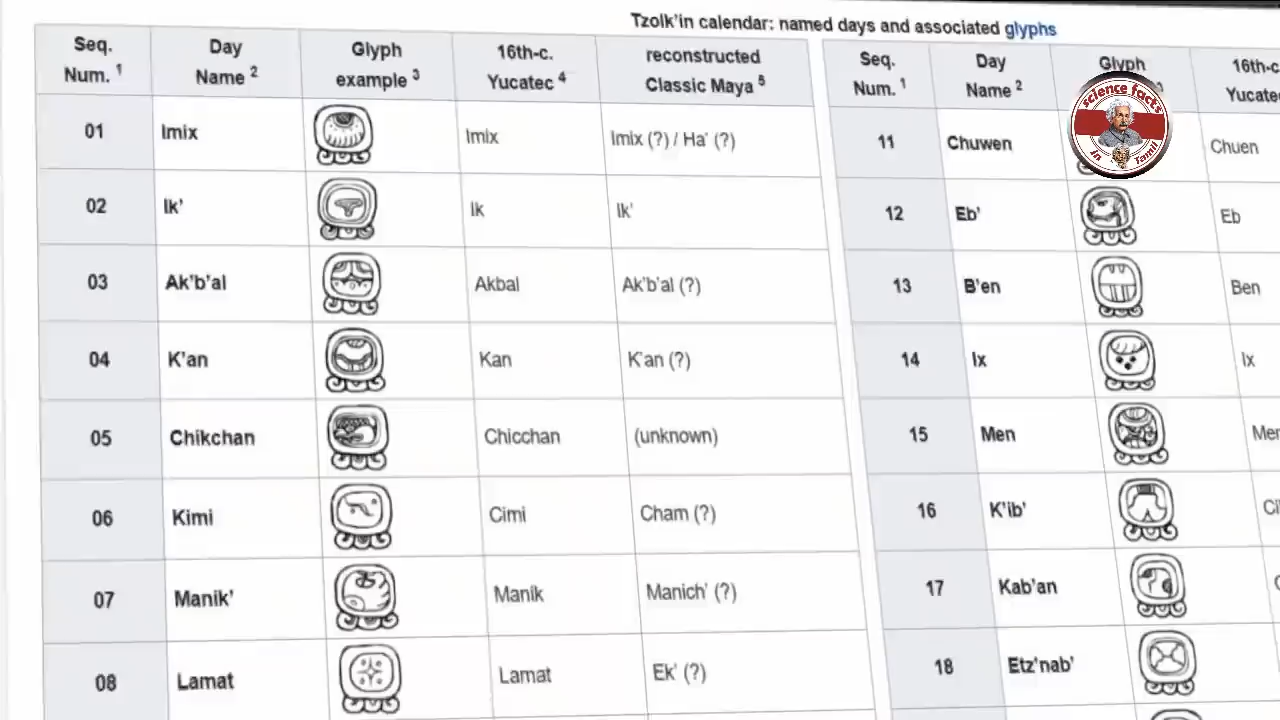 Tzolk'in calendar: named days and associated glyphs
Seq. Num. 1 Day Name 2 Glyph example 3 16th-c. Yucatec 4 reconstructed Classic Maya 5
01 Imix Imix Imix (?) / Ha' (?)
02 Ik' Ik Ik'
03 Ak'b'al Akbal Ak'b'al (?)
04 K'an Kan K'an (?)
05 Chikchan Chicchan (unknown)
06 Kimi Cimi Cham (?)
07 Manik' Manik Manich' (?)
08 Lamat Lamat Ek' (?)
Seq. Num. 1 Day Name 2 Glyph 16th-c
11 Chuwen Chuen
12 Eb' Eb
13 B'en Ben
14 Ix Ix
15 Men
16 K'ib'
17 Kab'an
18 Etz'nab'
science facts
in Tamil